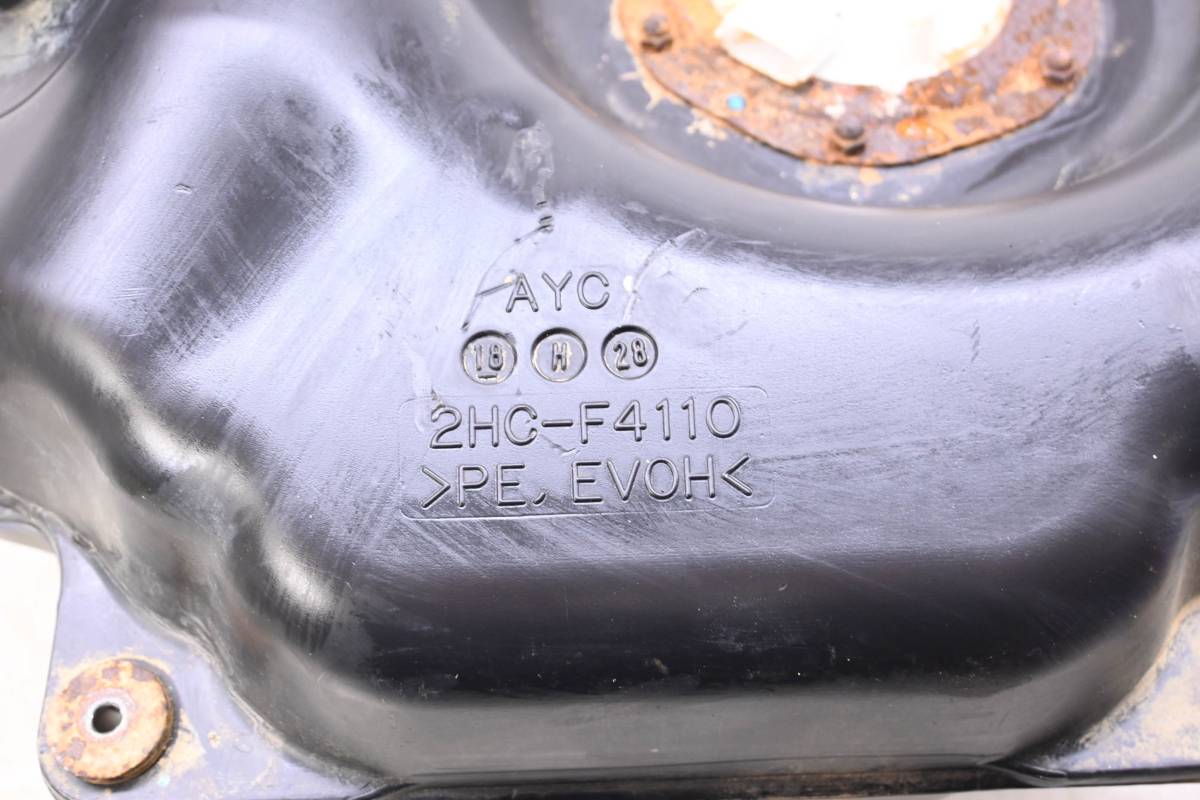 AYC
18 H 28
2HC-F4110
>PE, EVOH<